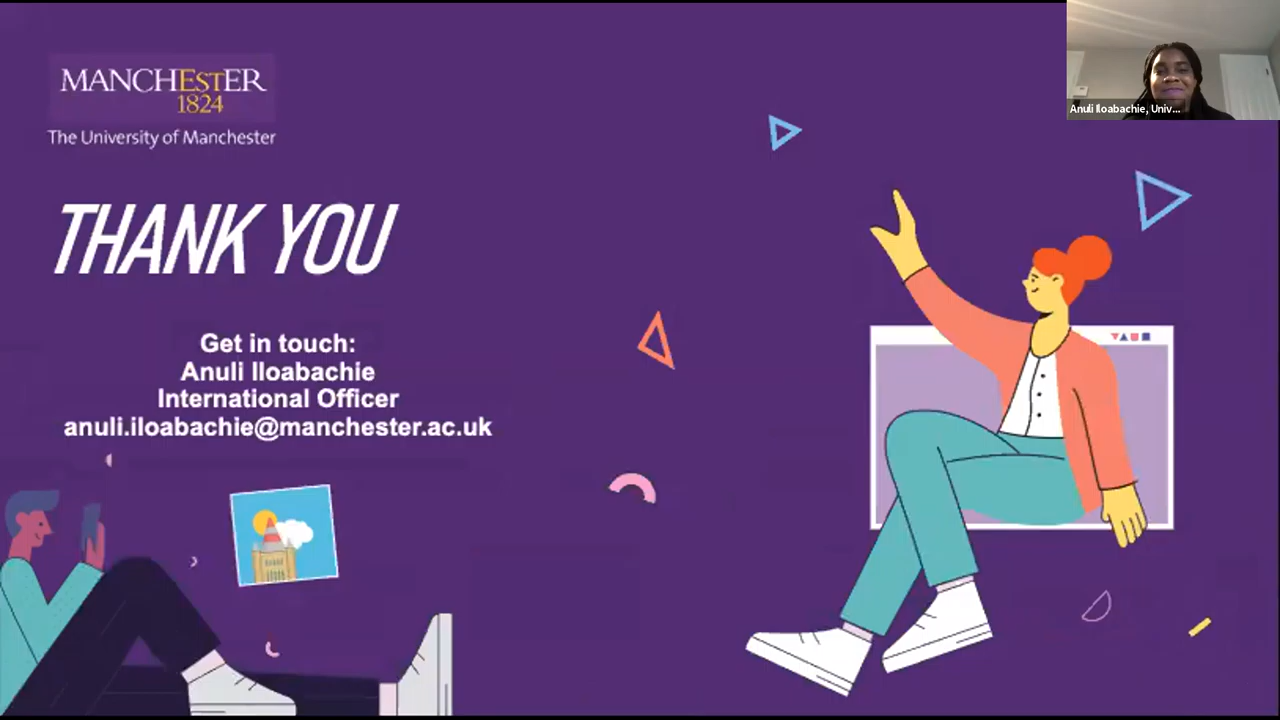 MANCHESTER
1824
The University of Manchester
THANK YOU
Get in touch:
Anuli Iloabachie
International Officer
anuli.iloabachie@manchester.ac.uk
Anuli Iloabachie, Univ...